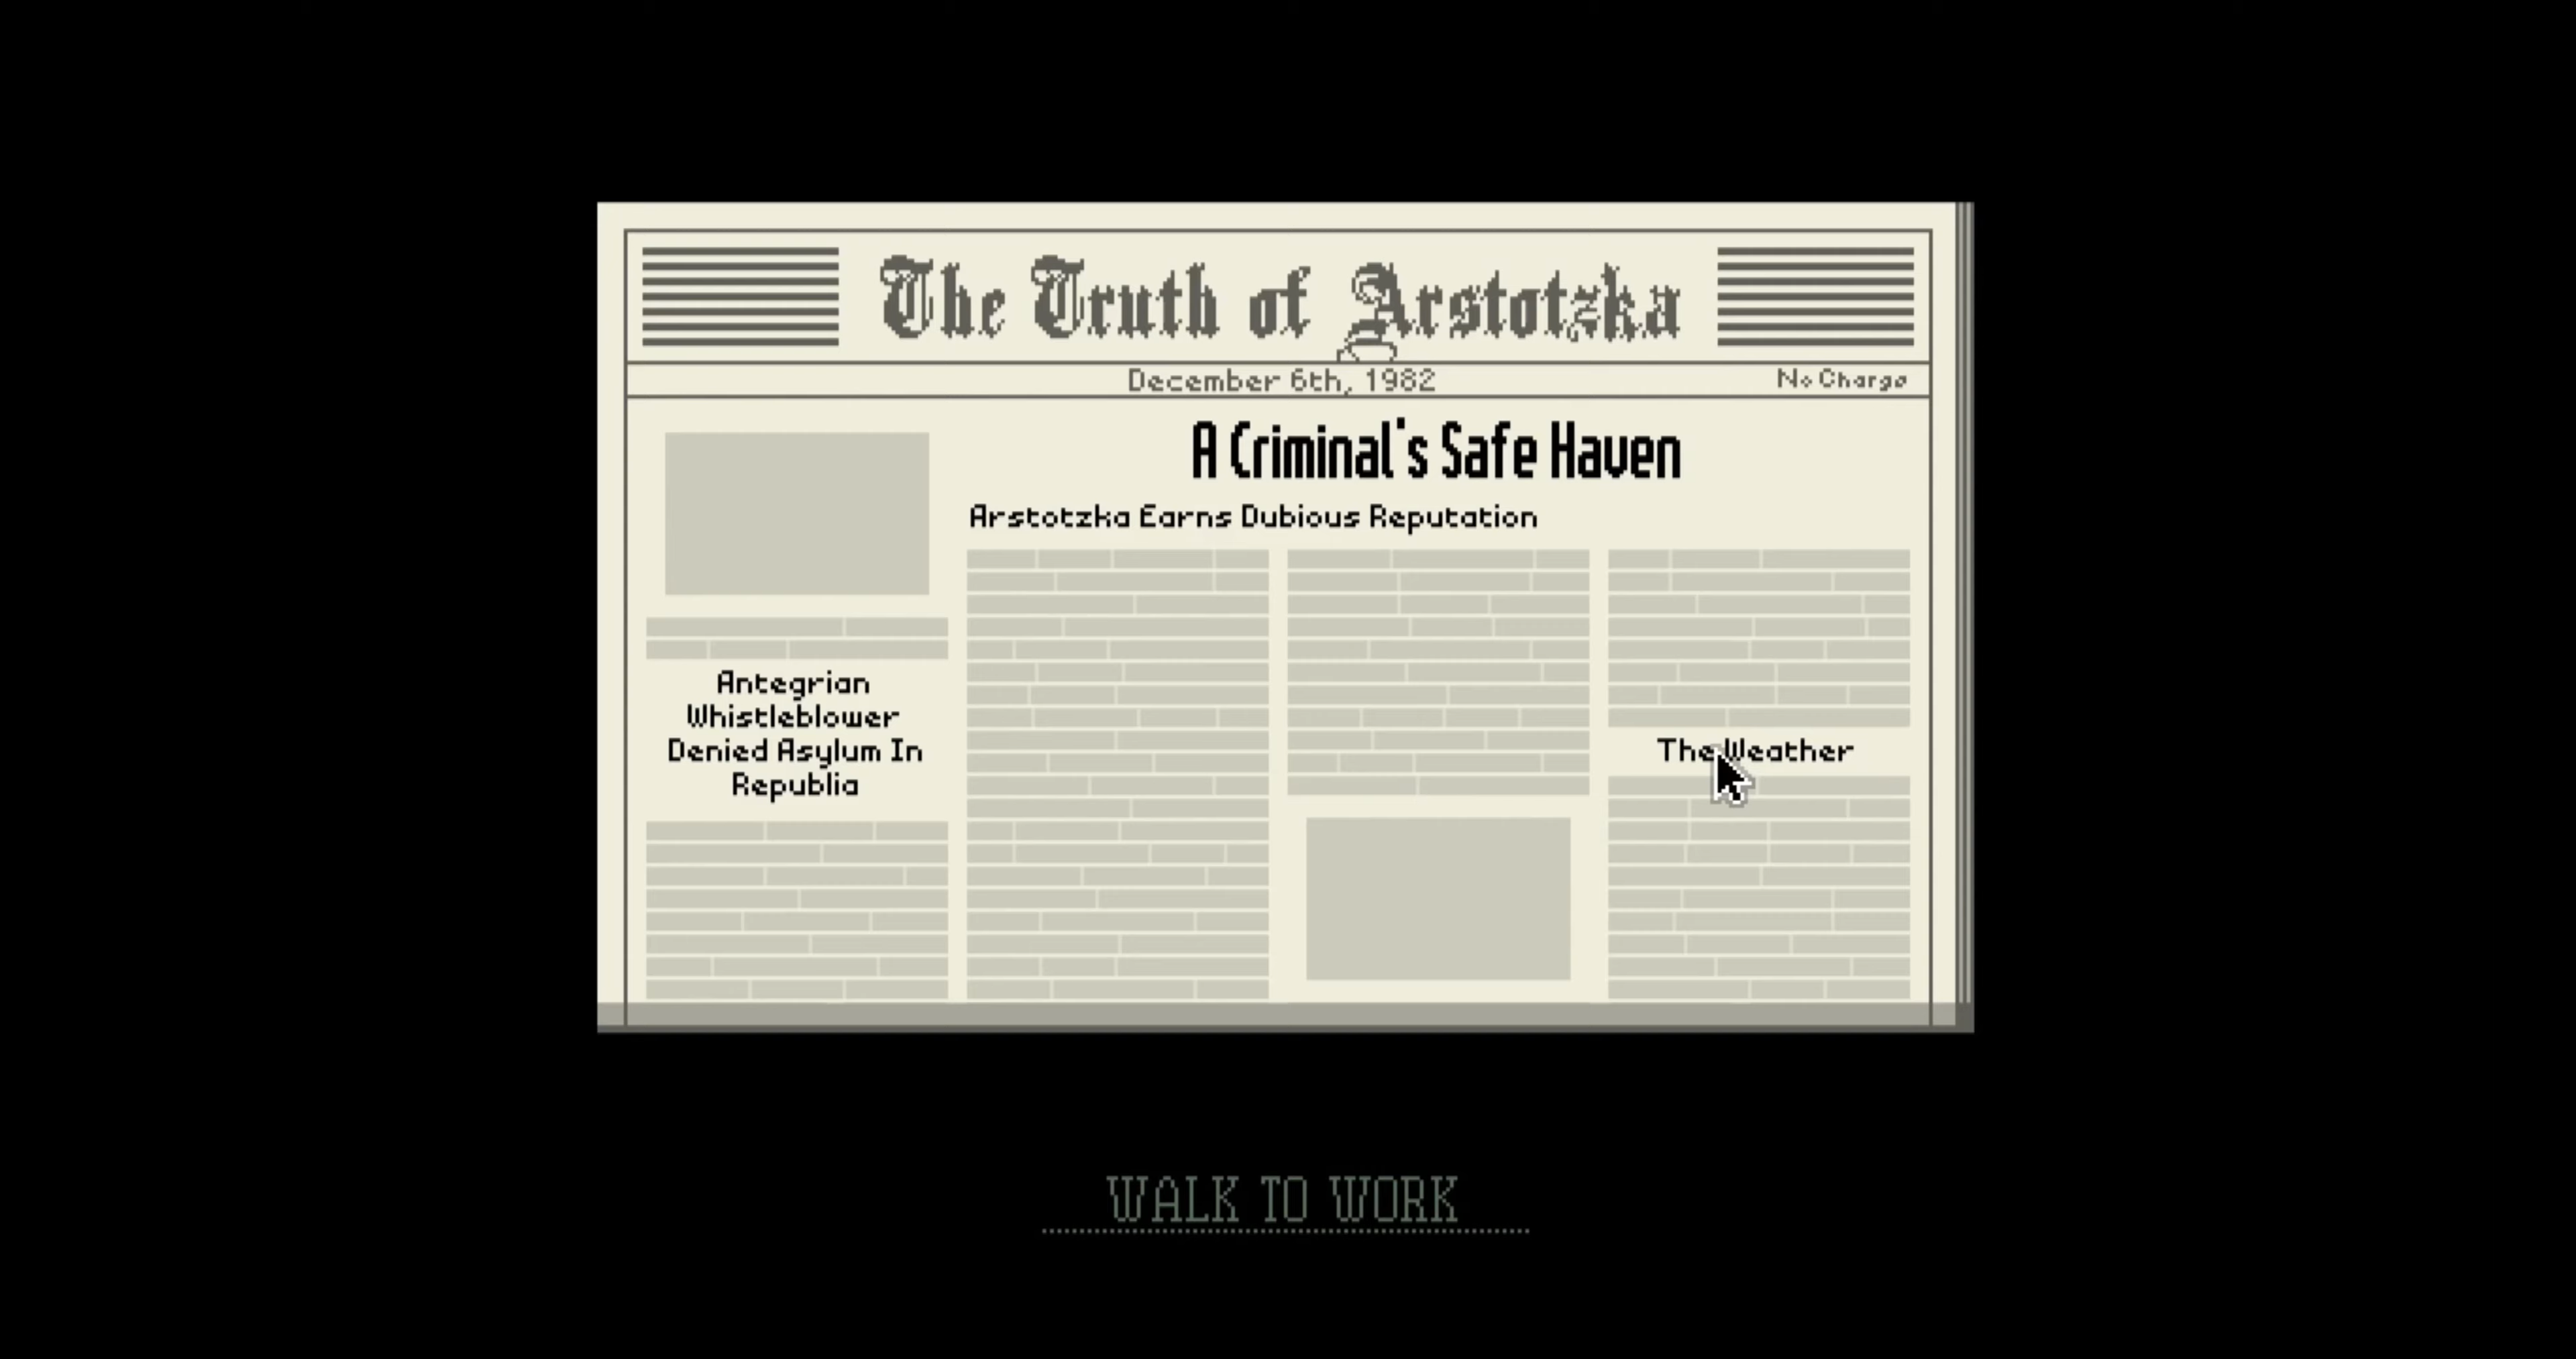 The Truth of Arstotzka
December 6th, 1982
No Charge
A Criminal's Safe Haven
Arstotzka Earns Dubious Reputation
Antegrian
Whistleblower
Denied Asylum In
Republia
The Weather
WALK TO WORK